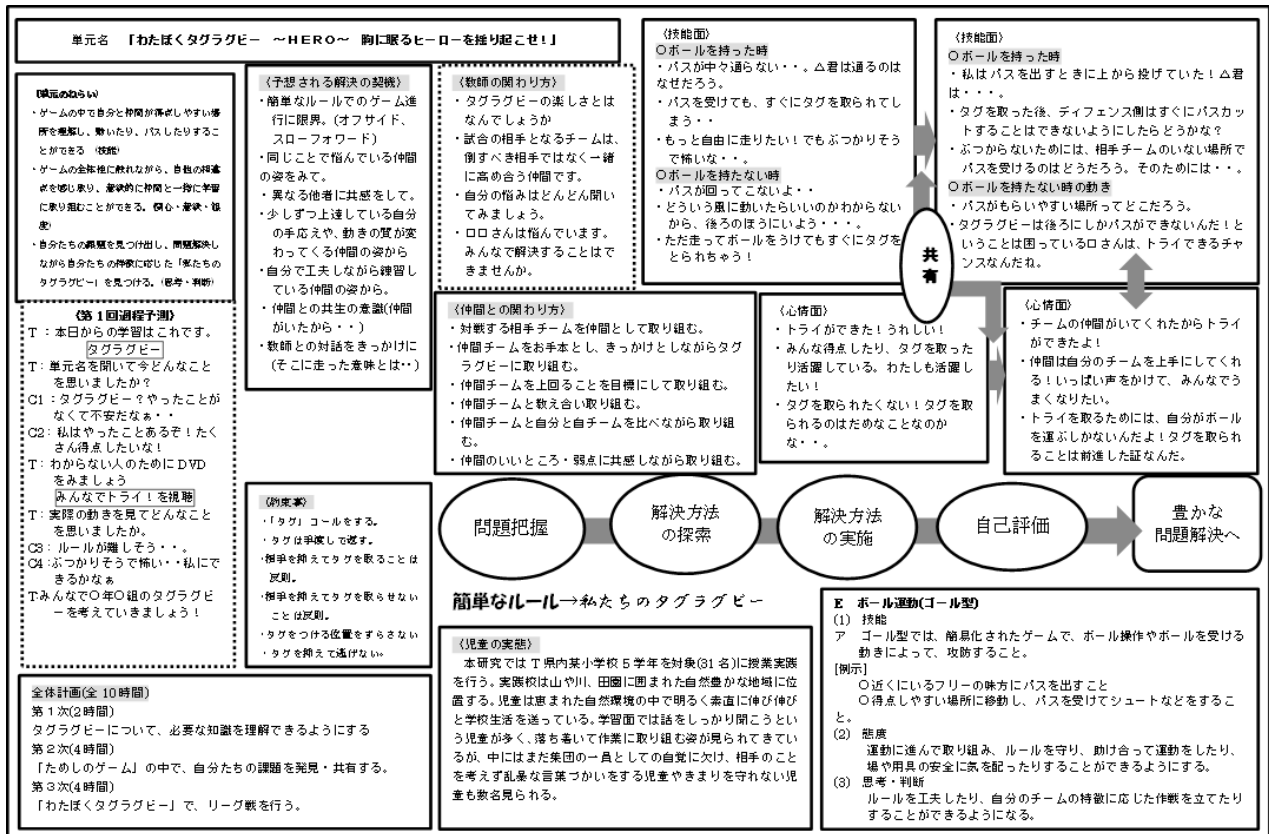 単元名 「わたぼくタグラグビー ～HERO～ 胸に眠るヒーローを揺り起こせ!」
〈単元のねらい〉
・ゲームの中で自分と仲間が得点しやすい場
所を理解し、動いたり、パスしたりするこ
とができる (技能)
・ゲームの全体性に触れながら、自他の相違
点を感じ取り、意欲的に仲間と一緒に学習
に取り組むことができる。(関心・意欲・態
度)
・自分たちの課題を見つけ出し、問題解決し
ながら自分たちの特徴に応じた「私たちの
タグラグビー」を見つける。(思考・判断)
〈第1回過程予測〉
T:本日からの学習はこれです。
タグラグビー
T:単元名を聞いて今どんなこと
を思いましたか?
C1:タグラグビー?やったことが
なくて不安だなぁ・・
C2:私はやったことあるぞ!たく
さん得点したいな!
T:わからない人のためにDVD
をみましょう
みんなでトライ!を視聴
T:実際の動きを見てどんなこと
を思いましたか。
C3:ルールが難しそう・・。
C4:ぶつかりそうで怖い・・私にで
きるかなぁ
Tみんなで○年○組のタグラグビ
ーを考えていきましょう!
全体計画(全10時間)
第1次(2時間)
タグラグビーについて、必要な知識を理解できるようにする
第2次(4時間)
「ためしのゲーム」の中で、自分たちの課題を発見・共有する。
第3次(4時間)
「わたぼくタグラグビー」で、リーグ戦を行う。
〈予想される解決の契機〉
・簡単なルールでのゲーム進
行に限界。(オフサイド、
スローフォワード)
・同じことで悩んでいる仲間
の姿をみて。
・異なる他者に共感をして。
・少しずつ上達している自分
の手応えや、動きの質が
変わってくる仲間の姿から
・自分で工夫しながら練習し
ている仲間の姿から。
・仲間との共生の意識(仲間
がいたから・・)
・教師との対話をきっかけに
(そこに走った意味とは・・)
〈約束事〉
・「タグ」コールをする。
・タグは手渡しで返す。
・相手を抑えてタグを取ることは
反則。
・相手を抑えてタグを取らせない
ことは反則。
・タグをつける位置をずらさない
・タグを抑えて逃げない。
〈教師の関わり方〉
・タグラグビーの楽しさとは
なんでしょうか
・試合の相手となるチームは、
倒すべき相手ではなく一緒
に高め合う仲間です。
・自分の悩みはどんどん聞い
てみましょう。
・ロロさんは悩んでいます。
みんなで解決することはで
きませんか。
〈仲間との関わり方〉
・対戦する相手チームを仲間として取り組む。
・仲間チームをお手本とし、きっかけとしながらタグ
ラグビーに取り組む。
・仲間チームを上回ることを目標にして取り組む。
・仲間チームと教え合い取り組む。
・仲間チームと自分と自チームを比べながら取り組
む。
・仲間のいいところ・弱点に共感しながら取り組む。
〈技能面〉
○ボールを持った時
・パスが中々通らない・・。△君は通るのは
なぜだろう。
・パスを受けても、すぐにタグを取られてし
まう・・
・もっと自由に走りたい!でもぶつかりそう
で怖いな・・。
○ボールを持たない時
・パスが回ってこないよ・・
・どういう風に動いたらいいのかわからない
から、後ろのほうにいよう・・・。
・ただ走ってボールをうけてもすぐにタグを
とられちゃう!
〈心情面〉
・トライができた!うれしい!
・みんな得点したり、タグを取った
り活躍している。わたしも活躍し
たい!
・タグを取られたくない!タグを取
られるのはだめなことなのか
な・・。
共有
〈技能面〉
○ボールを持った時
・私はパスを出すときに上から投げていた!△君
は・・・。
・タグを取った後、ディフェンス側はすぐにパスカッ
トすることはできないようにしたらどうかな?
・ぶつからないためには、相手チームのいない場所で
パスを受けるのはどうだろう。そのためには・・。
○ボールを持たない時の動き
・パスがもらいやすい場所ってどこだろう。
・タグラグビーは後ろにしかパスができないんだ!と
いうことは困っているロさんは、トライできるチャ
ンスなんだね。
〈心情面〉
・チームの仲間がいてくれたからトライ
ができたよ!
・仲間は自分のチームを上手にしてくれ
る!いっぱい声をかけて、みんなでう
まくなりたい。
・トライを取るためには、自分がボール
を運ぶしかないんだよ!タグを取られ
ることは前進した証なんだ。
問題把握
解決方法
の探索
解決方法
の実施
自己評価
豊かな
問題解決へ
簡単なルール→私たちのタグラグビー
〈児童の実態〉
本研究ではT県内某小学校5学年を対象(31名)に授業実践
を行う。実践校は山や川、田園に囲まれた自然豊かな地域に位
置する。児童は恵まれた自然環境の中で明るく素直に伸び伸び
と学校生活を送っている。学習面では話をしっかり聞こうとい
う児童が多く、落ち着いて作業に取り組む姿が見られてきてい
るが、中にはまだ集団の一員としての自覚に欠け、相手のこと
を考えず乱暴な言葉づかいをする児童やきまりを守れない児
童も数名見られる。
E ボール運動(ゴール型)
(1) 技能
ア ゴール型では、簡易化されたゲームで、ボール操作やボールを受ける
動きによって、攻防すること。
[例示]
○近くにいるフリーの味方にパスを出すこと
○得点しやすい場所に移動し、パスを受けてシュートなどをするこ
と。
(2) 態度
運動に進んで取り組み、ルールを守り、助け合って運動をしたり、
場や用具の安全に気を配ったりすることができるようにする。
(3) 思考・判断
ルールを工夫したり、自分のチームの特徴に応じた作戦を立てたり
することができるようになる。